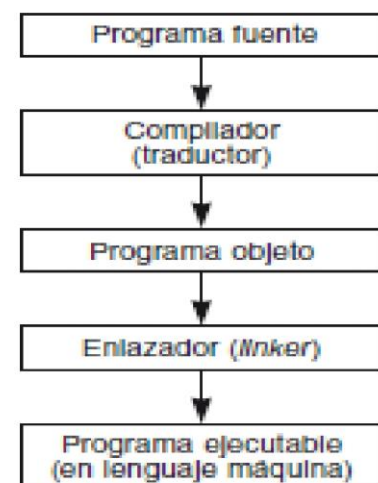 Programa fuente
Compilador
(traductor)
Programa objeto
Enlazador (linker)
Programa ejecutable
(en lenguaje máquina)